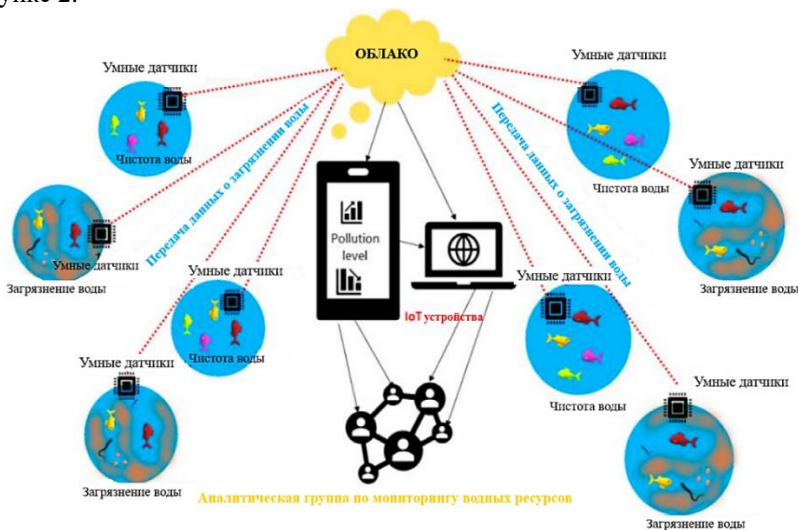 ОБЛАКО
Умные датчики
Чистота воды
Умные датчики
Загрязнение воды
Передача данных о загрязнении воды
Умные датчики
Чистота воды
Умные датчики
Загрязнение воды
Pollution
level
IoT устройства
Умные датчики
Чистота воды
Умные датчики
Загрязнение воды
Передача данных о загрязнении воды
Умные датчики
Чистота воды
Умные датчики
Загрязнение воды
Аналитическая группа по мониторингу водных ресурсов